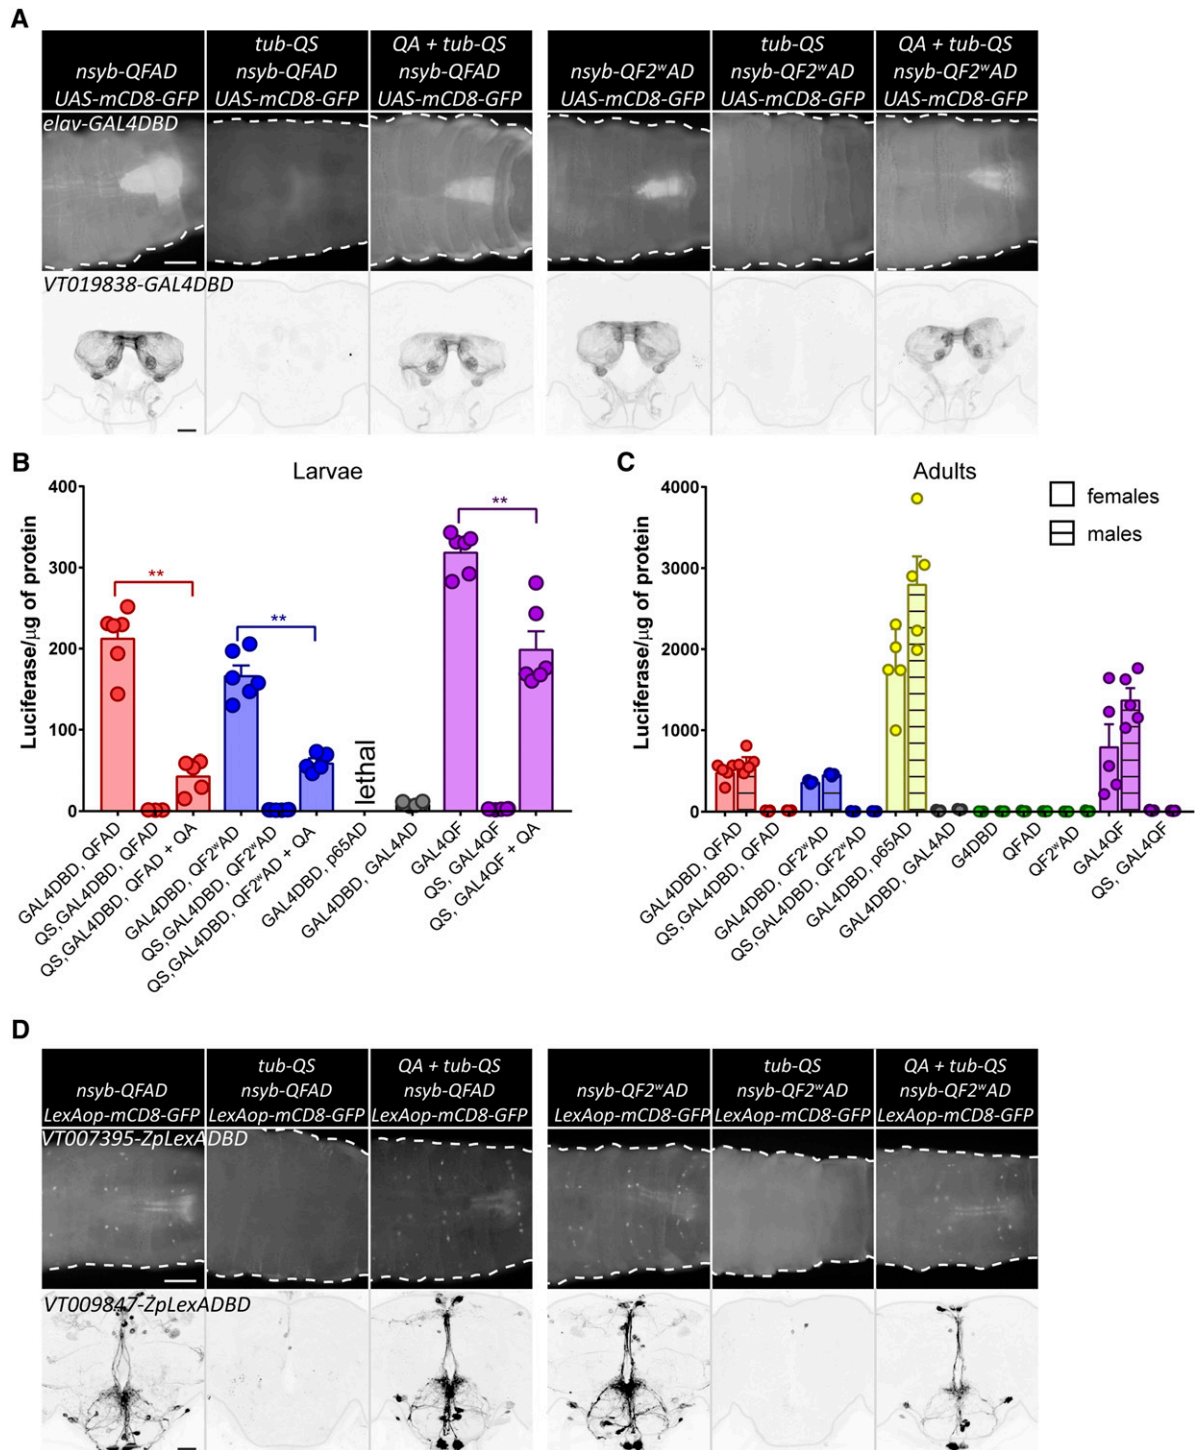 A
nsyb-QFAD
UAS-mCD8-GFP
tub-QS
nsyb-QFAD
UAS-mCD8-GFP
QA + tub-QS
nsyb-QFAD
UAS-mCD8-GFP
nsyb-QF2ʷAD
UAS-mCD8-GFP
tub-QS
nsyb-QF2ʷAD
UAS-mCD8-GFP
QA + tub-QS
nsyb-QF2ʷAD
UAS-mCD8-GFP
elav-GAL4DBD
VT019838-GAL4DBD
B
Larvae
Luciferase/µg of protein
400
300
200
100
0
**
**
**
lethal
GAL4DBD, QFAD
QS,GAL4DBD, QFAD
QS,GAL4DBD, QFAD + QA
GAL4DBD, QF2ʷAD
QS,GAL4DBD, QF2ʷAD
QS,GAL4DBD, QF2ʷAD + QA
GAL4DBD, p65AD
GAL4DBD, GAL4AD
GAL4QF
QS, GAL4QF
QS, GAL4QF + QA
C
Adults
females
males
Luciferase/µg of protein
4000
3000
2000
1000
0
GAL4DBD, QFAD
QS,GAL4DBD, QFAD
GAL4DBD, QF2ʷAD
QS,GAL4DBD, QF2ʷAD
GAL4DBD, p65AD
GAL4DBD, GAL4AD
G4DBD
QFAD
QF2ʷAD
GAL4QF
QS, GAL4QF
D
nsyb-QFAD
LexAop-mCD8-GFP
tub-QS
nsyb-QFAD
LexAop-mCD8-GFP
QA + tub-QS
nsyb-QFAD
LexAop-mCD8-GFP
nsyb-QF2ʷAD
LexAop-mCD8-GFP
tub-QS
nsyb-QF2ʷAD
LexAop-mCD8-GFP
QA + tub-QS
nsyb-QF2ʷAD
LexAop-mCD8-GFP
VT007395-ZpLexADBD
VT009847-ZpLexADBD